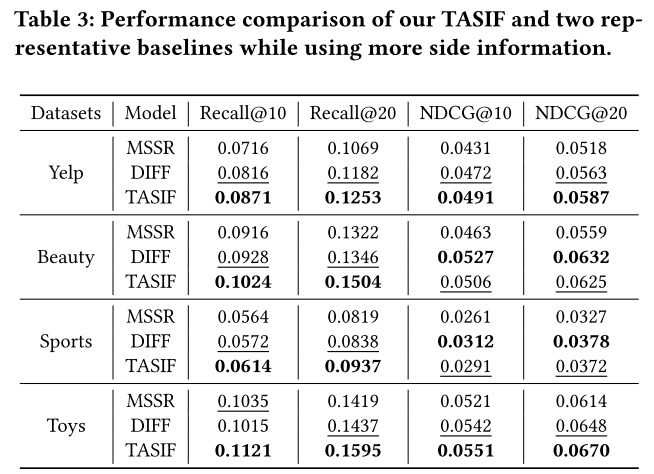 Table 3: Performance comparison of our TASIF and two rep-
resentative baselines while using more side information.
Datasets Model Recall@10 Recall@20 NDCG@10 NDCG@20
MSSR 0.0716 0.1069 0.0431 0.0518
Yelp DIFF 0.0816 0.1182 0.0472 0.0563
TASIF 0.0871 0.1253 0.0491 0.0587
MSSR 0.0916 0.1322 0.0463 0.0559
Beauty DIFF 0.0928 0.1346 0.0527 0.0632
TASIF 0.1024 0.1504 0.0506 0.0625
MSSR 0.0564 0.0819 0.0261 0.0327
Sports DIFF 0.0572 0.0838 0.0312 0.0378
TASIF 0.0614 0.0937 0.0291 0.0372
MSSR 0.1035 0.1419 0.0521 0.0614
Toys DIFF 0.1015 0.1437 0.0542 0.0648
TASIF 0.1121 0.1595 0.0551 0.0670